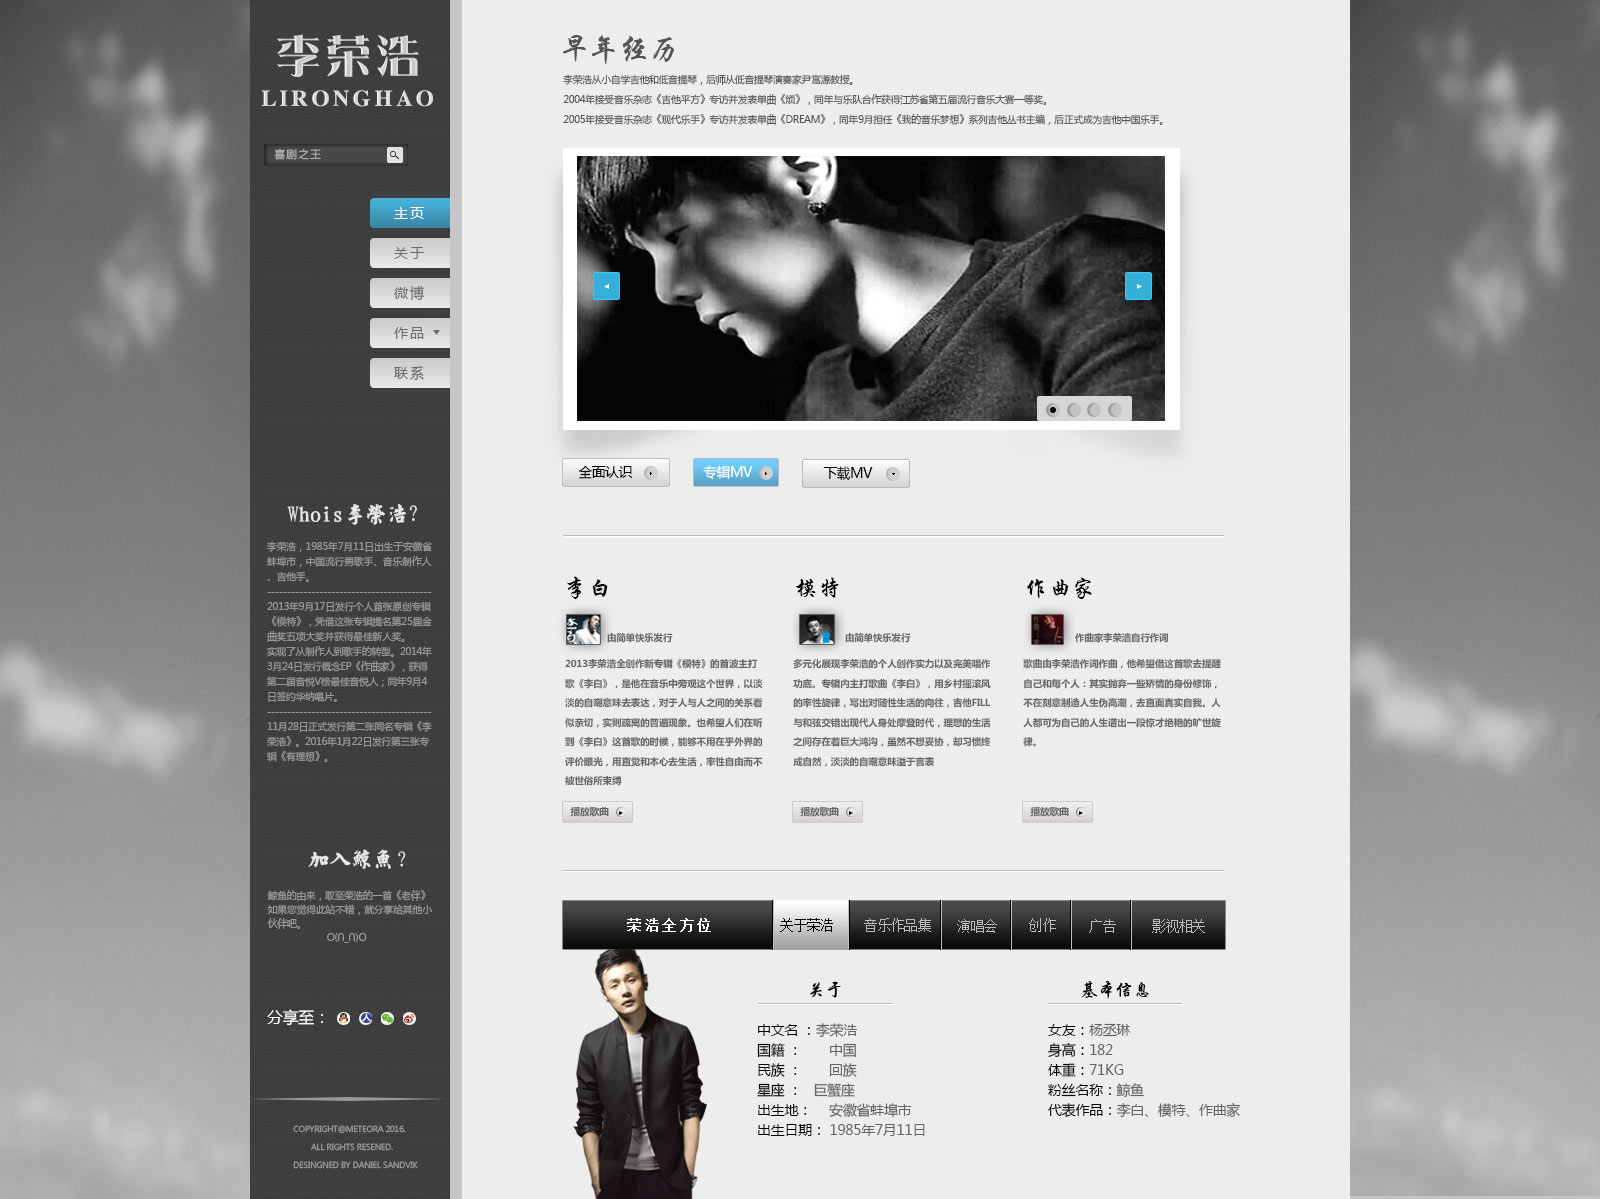 李荣浩
LIRONGHAO
喜剧之王
主页
关于
微博
作品
联系
Whois李榮浩?
李荣浩，1985年7月11日出生于安徽省
蚌埠市，中国流行男歌手、音乐制作人
、吉他手。
2013年9月17日发行个人首张原创专辑
《模特》，凭借这张专辑提名第25届金
曲奖五项大奖并获得最佳新人奖。
实现了从制作人到歌手的转型。2014年
3月24日发行概念EP《作曲家》，获得
第二届音悦V榜最佳音悦人；同年9月4
日签约华纳唱片。
11月28日正式发行第二张同名专辑《李
荣浩》。2016年1月22日发行第三张专
辑《有理想》。
加入鯨魚?
鲸鱼的由来，取至荣浩的一首《老伴》
如果您觉得此站不错，就分享给其他小
伙伴吧。
O(∩_∩)O
分享至：
COPYRIGHT@METEORA 2016.
ALL RIGHTS RESENED.
DESINGNED BY DANIEL SANDVIK
早年经历
李荣浩从小自学吉他和低音提琴，后师从低音提琴演奏家尹富源教授。
2004年接受音乐杂志《吉他平方》专访并发表单曲《烦》，同年与乐队合作获得江苏省第五届流行音乐大赛一等奖。
2005年接受音乐杂志《现代乐手》专访并发表单曲《DREAM》，同年9月担任《我的音乐梦想》系列吉他丛书主编，后正式成为吉他中国乐手。
全面认识
专辑MV
下载MV
李白
由简单快乐发行
2013李荣浩全创作新专辑《模特》的首波主打
歌《李白》，是他在音乐中旁观这个世界，以淡
淡的自嘲意味去表达，对于人与人之间的关系看
似亲切，实则疏离的普遍现象。也希望人们在听
到《李白》这首歌的时候，能够不用在乎外界的
评价眼光，用直觉和本心去生活，率性自由而不
被世俗所束缚
播放歌曲
模特
由简单快乐发行
多元化展现李荣浩的个人创作实力以及完美唱作
功底。专辑内主打歌曲《李白》，用乡村摇滚风
的率性旋律，写出对随性生活的向往，吉他FILL
与和弦交错出现代人身处摩登时代，理想的生活
之间存在着巨大鸿沟，虽然不想妥协，却习惯终
成自然，淡淡的自嘲意味溢于言表
播放歌曲
作曲家
作曲家李荣浩自行作词
歌曲由李荣浩作词作曲，他希望借这首歌去提醒
自己和每个人：其实抛弃一些矫情的身份修饰，
不在刻意制造人生伪高潮，去直面真实自我。人
人都可为自己的人生谱出一段惊才绝艳的旷世旋
律。
播放歌曲
荣浩全方位
关于荣浩
音乐作品集
演唱会
创作
广告
影视相关
关于
中文名：李荣浩
国籍：中国
民族：回族
星座：巨蟹座
出生地：安徽省蚌埠市
出生日期：1985年7月11日
基本信息
女友：杨丞琳
身高：182
体重：71KG
粉丝名称：鲸鱼
代表作品：李白、模特、作曲家